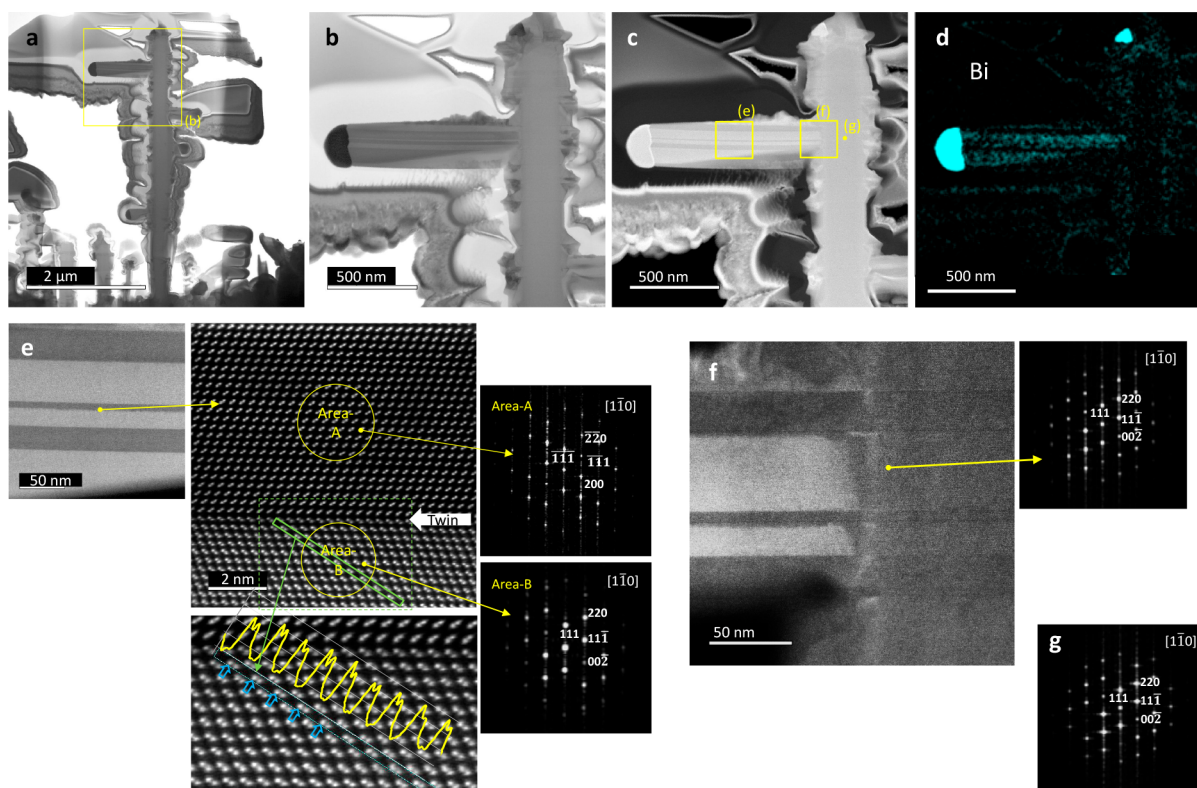 a
(b)
2 µm
b
500 nm
c
(e)
(f)
(g)
500 nm
d
Bi
500 nm
e
50 nm
Area-
A
Twin
Area-
B
2 nm
Area-A
[11̅0]
2̅2̅0
1̅1̅1̅
1̅1̅1
200
Area-B
[11̅0]
220
111
111̅
002̅
f
50 nm
[11̅0]
220
111
111̅
002̅
g
[11̅0]
220
111
111̅
002̅